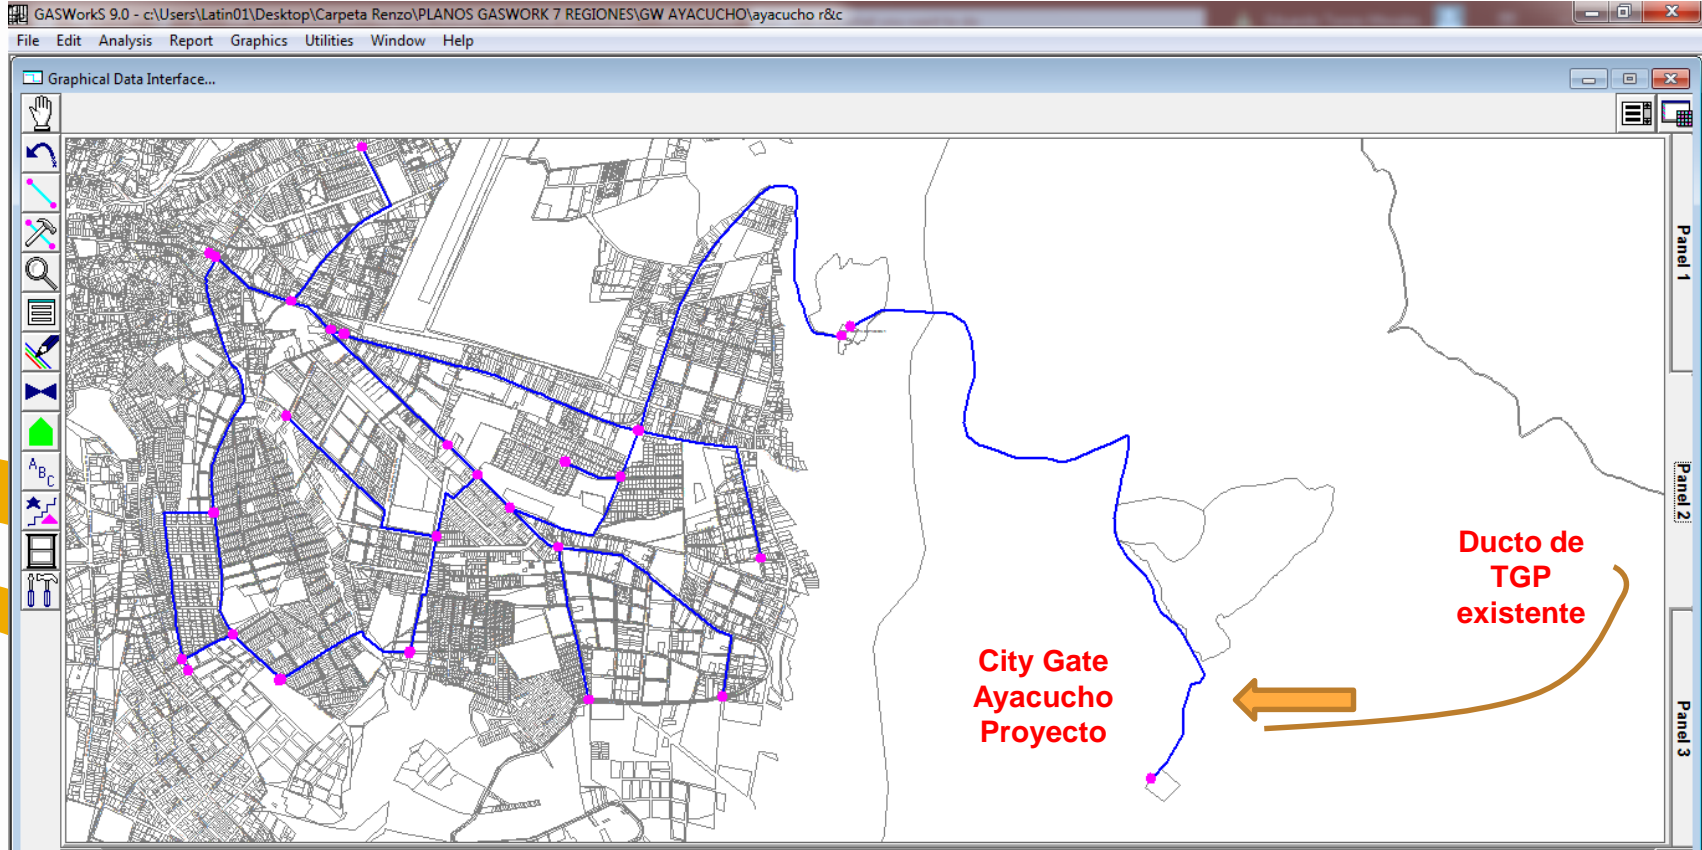 GASWorkS 9.0 - c:\Users\Latin01\Desktop\Carpeta Renzo\PLANOS GASWORK 7 REGIONES\GW AYACUCHO\ayacucho r&c
File Edit Analysis Report Graphics Utilities Window Help
Graphical Data Interface...
Panel 1
Panel 2
Panel 3
A
B
C
Ducto de
TGP
existente
City Gate
Ayacucho
Proyecto